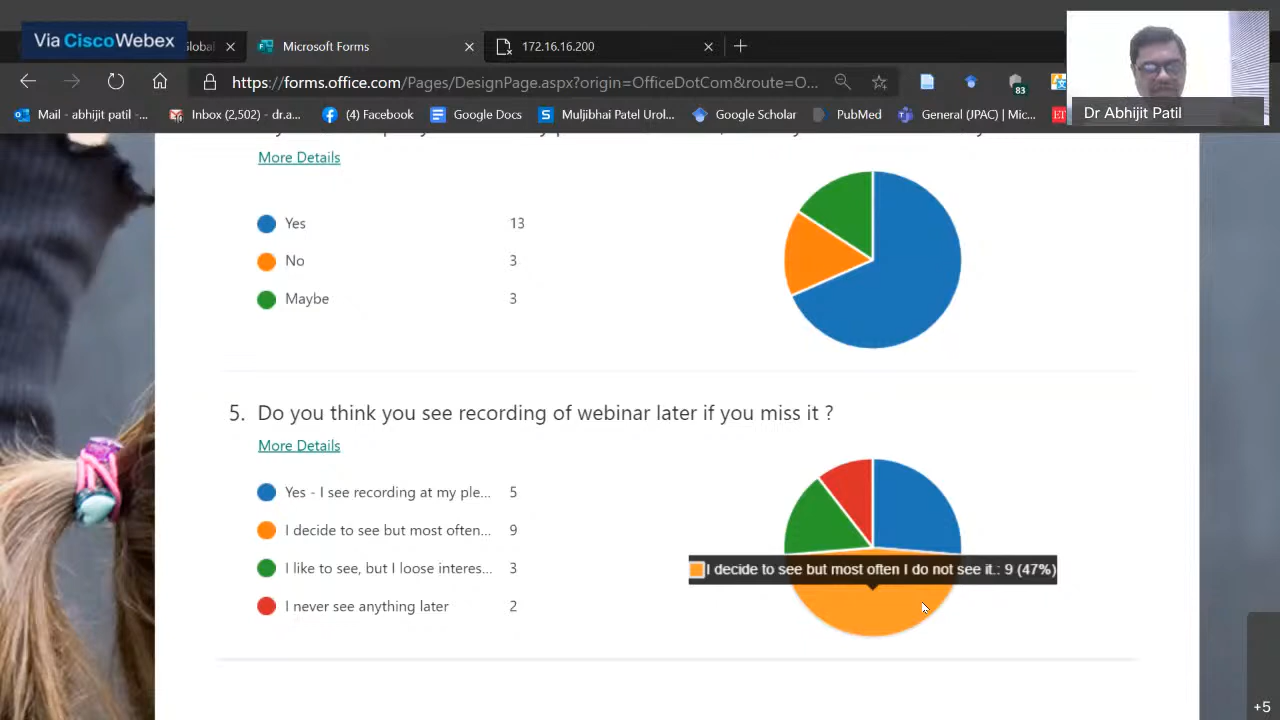 Via Cisco Webex
Global
Microsoft Forms
172.16.16.200
https://forms.office.com/Pages/DesignPage.aspx?origin=OfficeDotCom&route=O...
83
Mail - abhijit patil -...
Inbox (2,502) - dr.a...
(4) Facebook
Google Docs
Muljibhai Patel Urol...
Google Scholar
PubMed
General (JPAC) | Mic...
ET
Dr Abhijit Patil
More Details
Yes 13
No 3
Maybe 3
5. Do you think you see recording of webinar later if you miss it ?
More Details
Yes - I see recording at my ple... 5
I decide to see but most often... 9
I like to see, but I loose interes... 3
I never see anything later 2
I decide to see but most often I do not see it.: 9 (47%)
+5